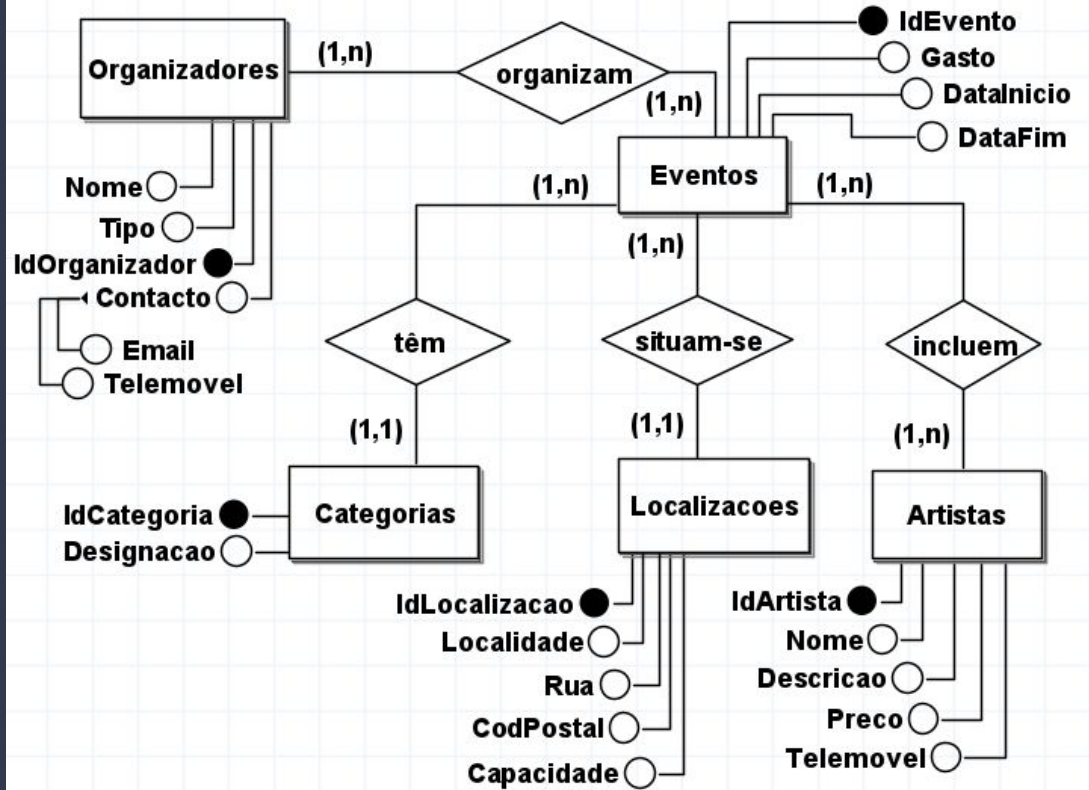 Organizadores
(1,n)
organizam
(1,n)
IdEvento
Gasto
DataInicio
DataFim
Eventos
Nome
Tipo
IdOrganizador
Contacto
Email
Telemovel
(1,n)
(1,n)
(1,n)
têm
situam-se
incluem
(1,1)
(1,1)
(1,n)
Categorias
IdCategoria
Designacao
Localizacoes
IdLocalizacao
Localidade
Rua
CodPostal
Capacidade
Artistas
IdArtista
Nome
Descricao
Preco
Telemovel